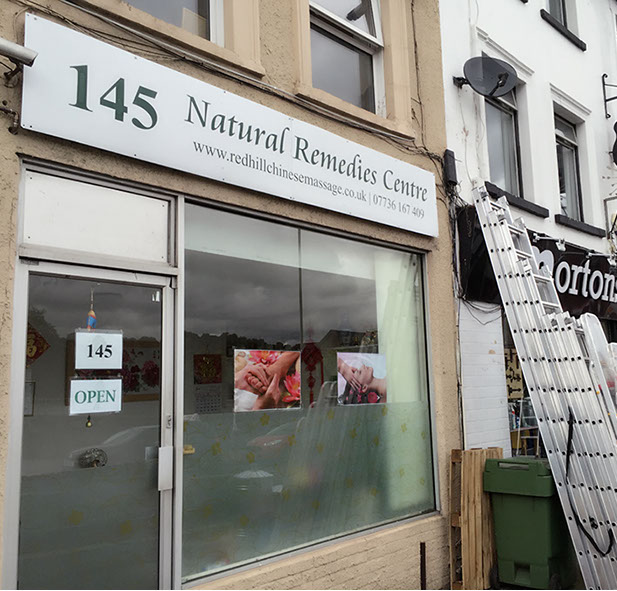 145 Natural Remedies Centre
www.redhillchinesemassage.co.uk | 07736 167 409
145
OPEN
ortons